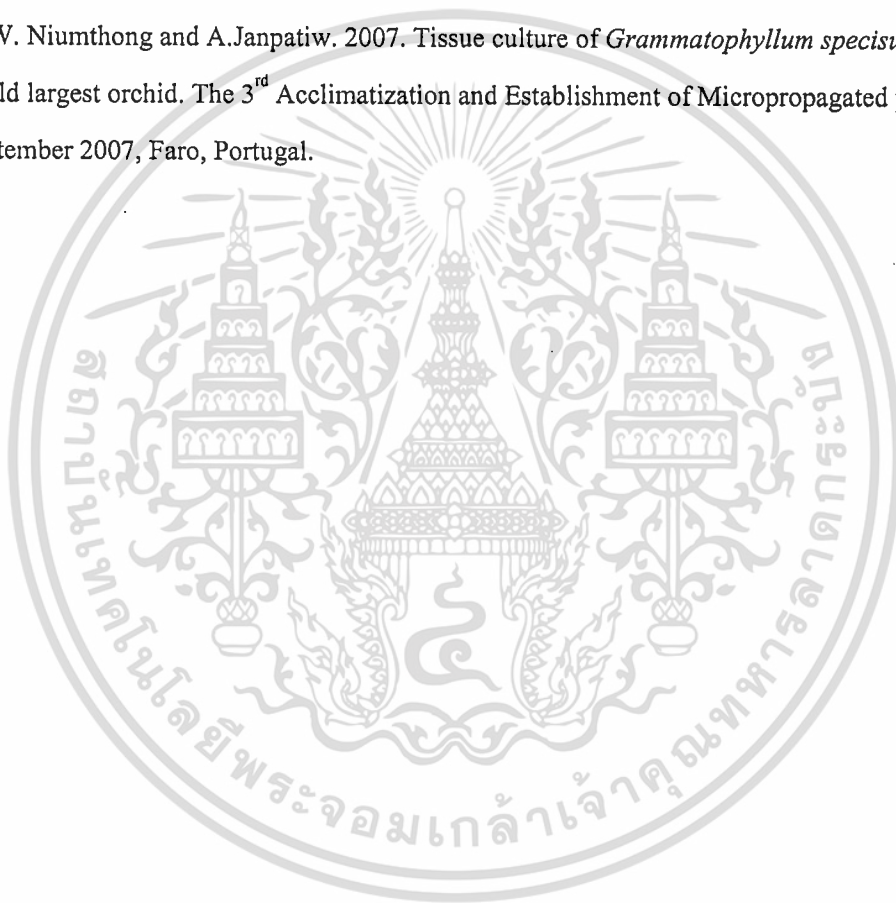 V. Niumthong and A.Janpatiw. 2007. Tissue culture of Grammatophyllum specisu
ld largest orchid. The 3rd Acclimatization and Establishment of Micropropagated
tember 2007, Faro, Portugal.
สถาบันเทคโนโลยีพระจอมเกล้าเจ้าคุณทหารลาดกระบัง
๔